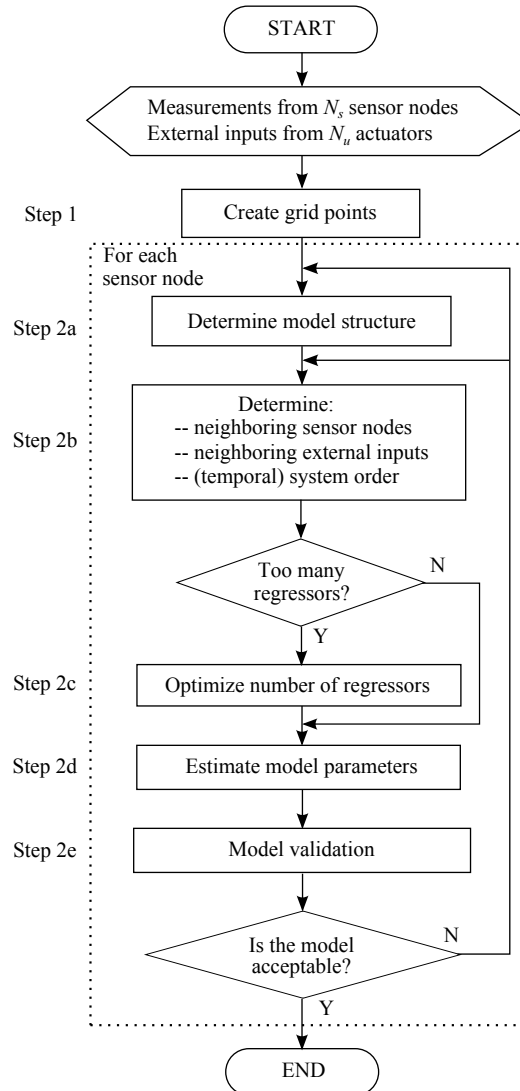 START
Measurements from Nₛ sensor nodes
External inputs from Nᵤ actuators
Step 1
Create grid points
For each
sensor node
Step 2a
Determine model structure
Step 2b
Determine:
-- neighboring sensor nodes
-- neighboring external inputs
-- (temporal) system order
Too many
regressors?
N
Y
Step 2c
Optimize number of regressors
Step 2d
Estimate model parameters
Step 2e
Model validation
Is the model
acceptable?
N
Y
END